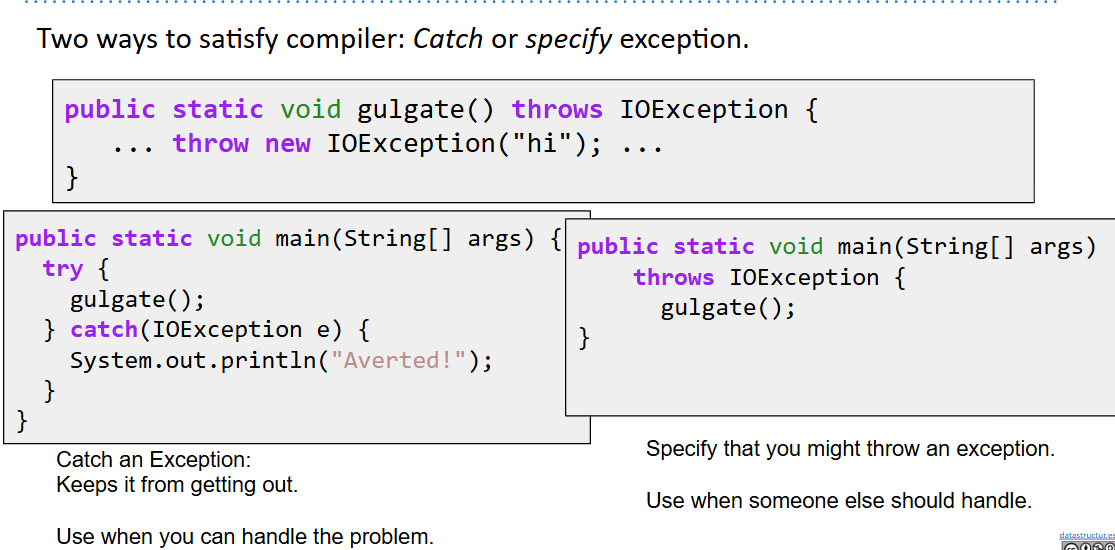 Two ways to satisfy compiler: Catch or specify exception.
public static void gulgate() throws IOException {
... throw new IOException("hi"); ...
}
public static void main(String[] args) {
try {
gulgate();
} catch(IOException e) {
System.out.println("Averted!");
}
}
Catch an Exception:
Keeps it from getting out.
Use when you can handle the problem.
public static void main(String[] args)
throws IOException {
gulgate();
}
Specify that you might throw an exception.
Use when someone else should handle.